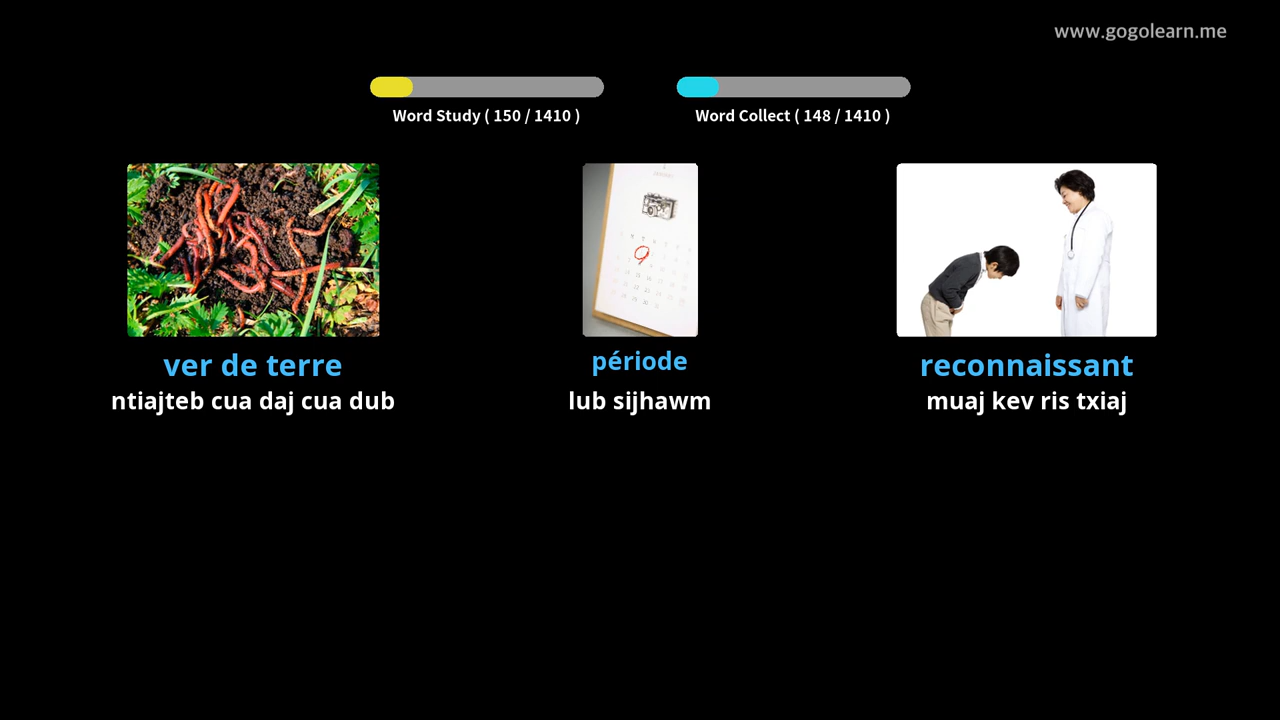 www.gogolearn.me
Word Study ( 150 / 1410 )
Word Collect ( 148 / 1410 )
ver de terre
période
reconnaissant
ntiajteb cua daj cua dub
lub sijhawm
muaj kev ris txiaj